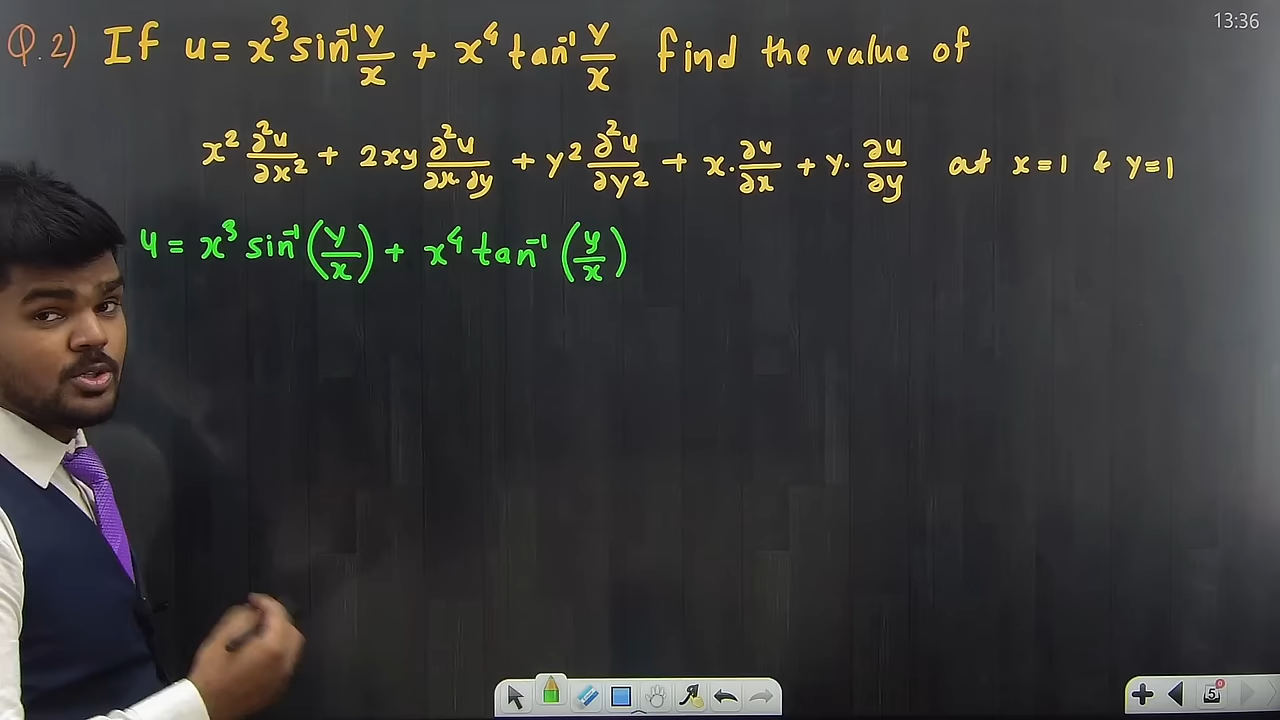 13:36
Q.2) If u = x³ sin⁻¹ y/x + x⁴ tan⁻¹ y/x find the value of
x² ∂²u/∂x² + 2xy ∂²u/∂x·∂y + y² ∂²u/∂y² + x·∂u/∂x + y·∂u/∂y at x=1 & y=1
u = x³ sin⁻¹ (y/x) + x⁴ tan⁻¹ (y/x)
5
0